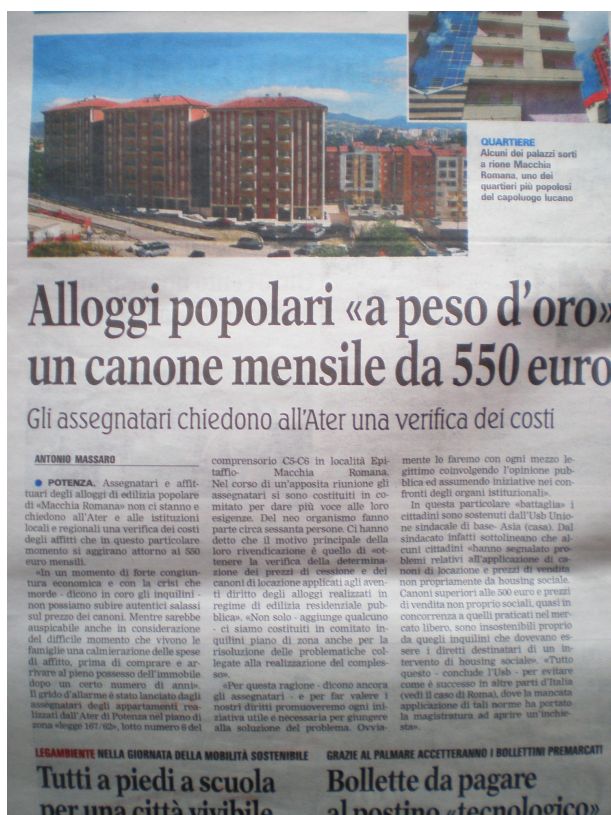 QUARTIERE
Alcuni dei palazzi sorti
a rione Macchia
Romana, uno dei
quartieri più popolosi
del capoluogo lucano
Alloggi popolari «a peso d'oro»
un canone mensile da 550 euro
Gli assegnatari chiedono all'Ater una verifica dei costi
ANTONIO MASSARO
● POTENZA. Assegnatari e affit-
tuari degli alloggi di edilizia popolare
di «Macchia Romana» non ci stanno e
chiedono all'Ater e alle istituzioni
locali e regionali una verifica dei costi
degli affitti che in questo particolare
momento si aggirano attorno ai 550
euro mensili.
«In un momento di forte congiun-
tura economica e con la crisi che
morde - dicono in coro gli inquilini -
non possiamo subire autentici salassi
sul prezzo dei canoni. Mentre sarebbe
auspicabile anche in considerazione
del difficile momento che vivono le
famiglie una calmierazione delle spese
di affitto, prima di comprare e
arrivare al pieno possesso dell'immobile
dopo un certo numero di anni».
Il grido d'allarme è stato lanciato dagli
assegnatari degli appartamenti rea-
lizzati dall'Ater di Potenza nel piano di
zona «legge 167/62», lotto numero 6 del
comprensorio C5-C6 in località Epi-
taffio- Macchia Romana.
Nel corso di un'apposita riunione gli
assegnatari si sono costituiti in co-
mitato per dare più voce alle loro
esigenze. Del neo organismo fanno
parte circa sessanta persone. Ci hanno
detto che il motivo principale della
loro rivendicazione è quello di «ot-
tenere la verifica della determina-
zione dei prezzi di cessione e dei
canoni di locazione applicati agli aven-
ti diritto degli alloggi realizzati in
regime di edilizia residenziale pub-
blica». «Non solo - aggiunge qualcuno
- ci siamo costituiti in comitato in-
quilini piano di zona anche per la
risoluzione delle problematiche col-
legate alla realizzazione del comples-
so».
«Per questa ragione - dicono ancora
gli assegnatari - e per far valere i
nostri diritti promuoveremo ogni ini-
ziativa utile e necessaria per giungere
alla soluzione del problema. Ovvia-
mente lo faremo con ogni mezzo le-
gittimo coinvolgendo l'opinione pub-
blica ed assumendo iniziative nei con-
fronti degli organi istituzionali».
In questa particolare «battaglia» i
cittadini sono sostenuti dall'Usb Unio-
ne sindacale di base- Asia (casa). Dal
sindacato infatti sottolineano che al-
cuni cittadini «hanno segnalato pro-
blemi relativi all'applicazione di ca-
noni di locazione e prezzi di vendita
non propriamente da housing sociale.
Canoni superiori alle 500 euro e prezzi
di vendita non proprio sociali, quasi in
concorrenza a quelli praticati nel mer-
cato libero, sono insostenibili proprio
da quegli inquilini che dovevano es-
sere i diretti destinatari di un in-
tervento di housing sociale». «Tutto
questo - conclude l'Usb - per evitare
come è successo in altre parti d'Italia
(vedi il caso di Roma), dove la mancata
applicazione di tali norme ha portato
la magistratura ad aprire un'inchie-
sta».
LEGAMBIENTE NELLA GIORNATA DELLA MOBILITÀ SOSTENIBILE
Tutti a piedi a scuola
per una città vivibile
GRAZIE AL PALMARE ACCETTERANNO I BOLLETTINI PREMARCATI
Bollette da pagare
al postino «tecnologico»